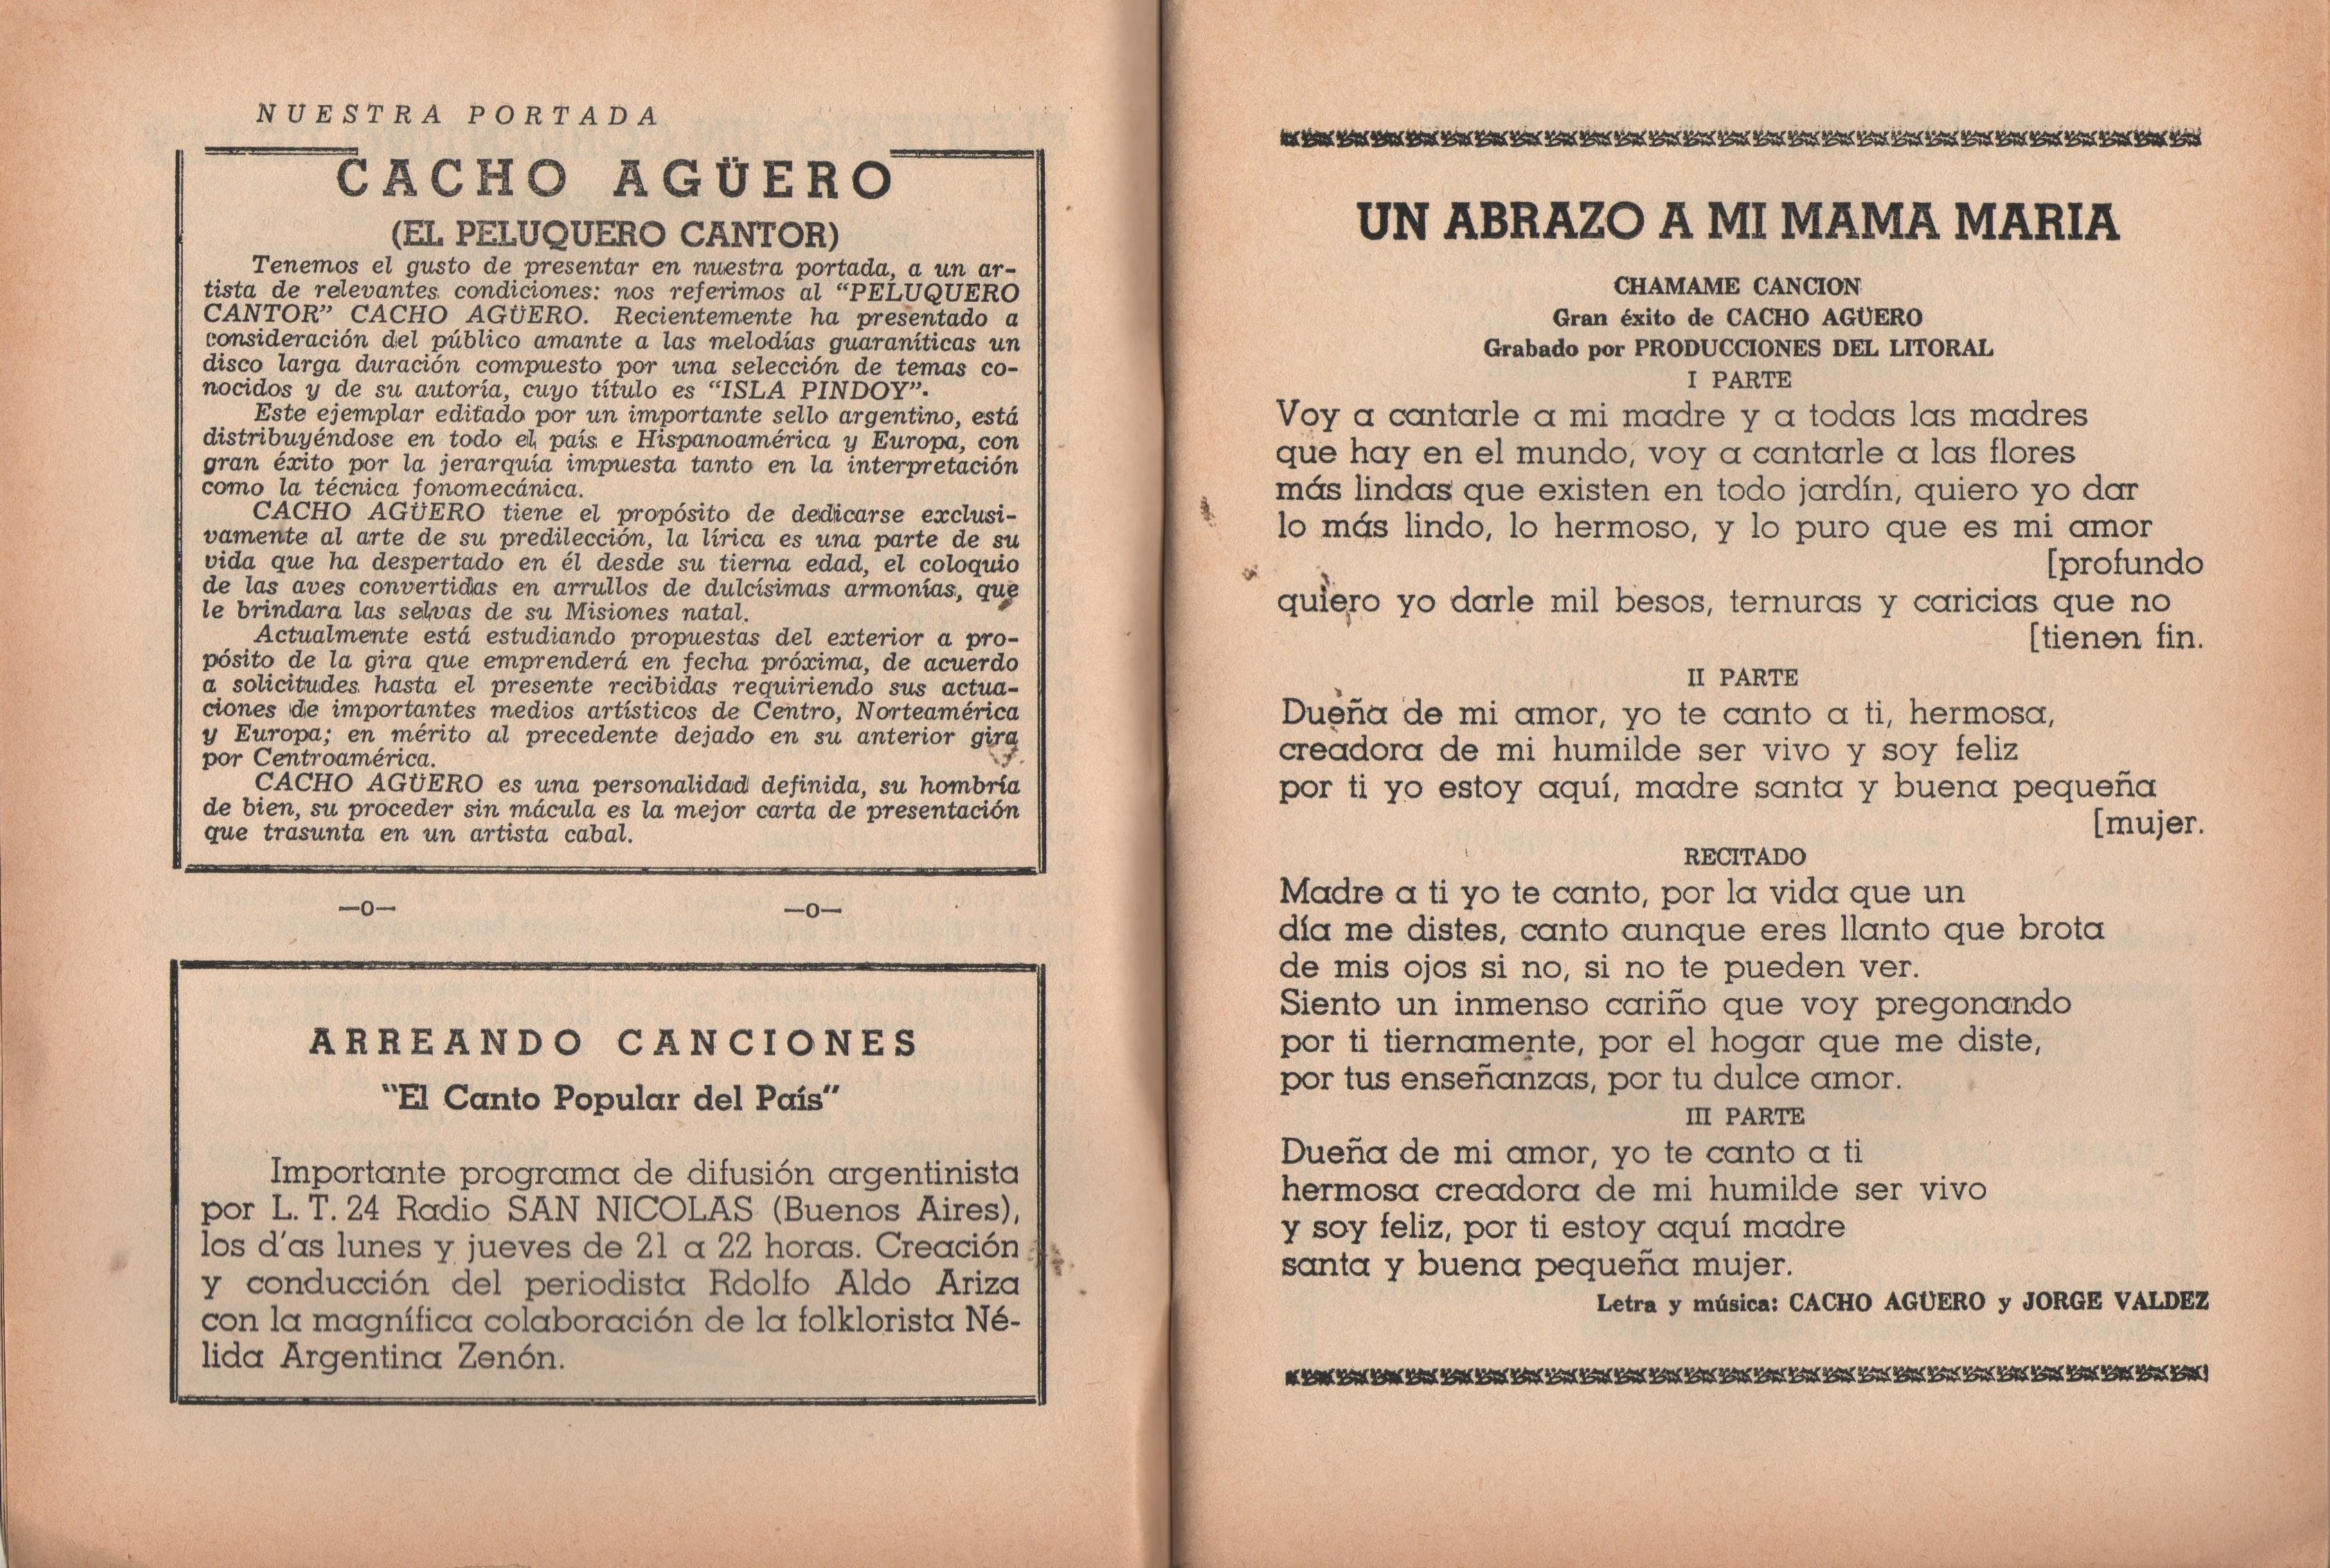 NUESTRA PORTADA
CACHO AGÜERO
(EL PELUQUERO CANTOR)
Tenemos el gusto de presentar en nuestra portada, a un ar-
tista de relevantes condiciones: nos referimos al “PELUQUERO
CANTOR” CACHO AGÜERO. Recientemente ha presentado a
consideración del público amante a las melodías guaraníticas un
disco larga duración compuesto por una selección de temas co-
nocidos y de su autoría, cuyo título es “ISLA PINDOY”.
Este ejemplar editado por un importante sello argentino, está
distribuyéndose en todo el país e Hispanoamérica y Europa, con
gran éxito por la jerarquía impuesta tanto en la interpretación
como la técnica fonomecánica.
CACHO AGÜERO tiene el propósito de dedicarse exclusi-
vamente al arte de su predilección, la lírica es una parte de su
vida que ha despertado en él desde su tierna edad, el coloquio
de las aves convertidas en arrullos de dulcísimas armonías, que
le brindara las selvas de su Misiones natal.
Actualmente está estudiando propuestas del exterior a pro-
pósito de la gira que emprenderá en fecha próxima, de acuerdo
a solicitudes hasta el presente recibidas requiriendo sus actua-
ciones de importantes medios artísticos de Centro, Norteamérica
y Europa; en mérito al precedente dejado en su anterior gira
por Centroamérica.
CACHO AGÜERO es una personalidad definida, su hombría
de bien, su proceder sin mácula es la mejor carta de presentación
que trasunta en un artista cabal.
—o— —o—
ARREANDO CANCIONES
“El Canto Popular del País”
Importante programa de difusión argentinista
por L. T. 24 Radio SAN NICOLAS (Buenos Aires),
los d'as lunes y jueves de 21 a 22 horas. Creación
y conducción del periodista Rdolfo Aldo Ariza
con la magnífica colaboración de la folklorista Né-
lida Argentina Zenón.
UN ABRAZO A MI MAMA MARIA
CHAMAME CANCION
Gran éxito de CACHO AGÜERO
Grabado por PRODUCCIONES DEL LITORAL
I PARTE
Voy a cantarle a mi madre y a todas las madres
que hay en el mundo, voy a cantarle a las flores
más lindas que existen en todo jardín, quiero yo dar
lo más lindo, lo hermoso, y lo puro que es mi amor
[profundo
quiero yo darle mil besos, ternuras y caricias que no
[tienen fin.
II PARTE
Dueña de mi amor, yo te canto a ti, hermosa,
creadora de mi humilde ser vivo y soy feliz
por ti yo estoy aquí, madre santa y buena pequeña
[mujer.
RECITADO
Madre a ti yo te canto, por la vida que un
día me distes, canto aunque eres llanto que brota
de mis ojos si no, si no te pueden ver.
Siento un inmenso cariño que voy pregonando
por ti tiernamente, por el hogar que me diste,
por tus enseñanzas, por tu dulce amor.
III PARTE
Dueña de mi amor, yo te canto a ti
hermosa creadora de mi humilde ser vivo
y soy feliz, por ti estoy aquí madre
santa y buena pequeña mujer.
Letra y música: CACHO AGÜERO y JORGE VALDEZ